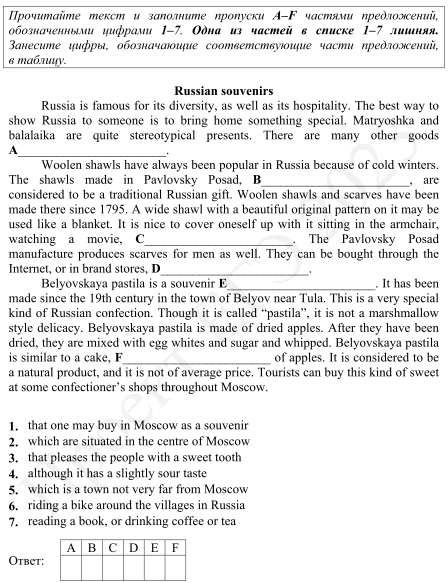 Прочитайте текст и заполните пропуски A–F частями предложений,
обозначенными цифрами 1–7. Одна из частей в списке 1–7 лишняя.
Занесите цифры, обозначающие соответствующие части предложений,
в таблицу.
Russian souvenirs
Russia is famous for its diversity, as well as its hospitality. The best way to
show Russia to someone is to bring home something special. Matryoshka and
balalaika are quite stereotypical presents. There are many other goods
A_______________________.
Woolen shawls have always been popular in Russia because of cold winters.
The shawls made in Pavlovsky Posad, B_______________________, are
considered to be a traditional Russian gift. Woolen shawls and scarves have been
made there since 1795. A wide shawl with a beautiful original pattern on it may be
used like a blanket. It is nice to cover oneself up with it sitting in the armchair,
watching a movie, C_______________________. The Pavlovsky Posad
manufacture produces scarves for men as well. They can be bought through the
Internet, or in brand stores, D_______________________.
Belyovskaya pastila is a souvenir E_______________________. It has been
made since the 19th century in the town of Belyov near Tula. This is a very special
kind of Russian confection. Though it is called “pastila”, it is not a marshmallow
style delicacy. Belyovskaya pastila is made of dried apples. After they have been
dried, they are mixed with egg whites and sugar and whipped. Belyovskaya pastila
is similar to a cake, F_______________________ of apples. It is considered to be
a natural product, and it is not of average price. Tourists can buy this kind of sweet
at some confectioner’s shops throughout Moscow.
1. that one may buy in Moscow as a souvenir
2. which are situated in the centre of Moscow
3. that pleases the people with a sweet tooth
4. although it has a slightly sour taste
5. which is a town not very far from Moscow
6. riding a bike around the villages in Russia
7. reading a book, or drinking coffee or tea
A B C D E F
Ответ: